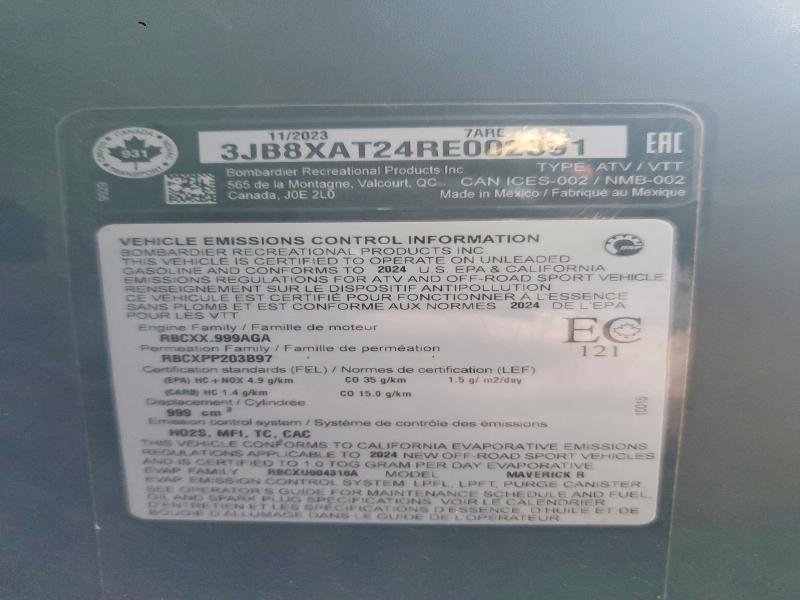 11/2023 7ARE
3JB8XAT24RE002391
EAC
CANADA
931
TRANSPORT
Bombardier Recreational Products Inc
565 de la Montagne, Valcourt, QC
Canada, J0E 2L0
TYPE ATV / VTT
CAN ICES-002 / NMB-002
Made in Mexico / Fabriqué au Mexique
VEHICLE EMISSIONS CONTROL INFORMATION
BOMBARDIER RECREATIONAL PRODUCTS INC.
THIS VEHICLE IS CERTIFIED TO OPERATE ON UNLEADED
GASOLINE AND CONFORMS TO 2024 U.S. EPA & CALIFORNIA
EMISSIONS REGULATIONS FOR ATV AND OFF-ROAD SPORT VEHICLE
RENSEIGNEMENT SUR LE DISPOSITIF ANTIPOLLUTION
CE VÉHICULE EST CERTIFIÉ POUR FONCTIONNER À L'ESSENCE
SANS PLOMB ET EST CONFORME AUX NORMES 2024 DE L'EPA
POUR LES VTT
Engine Family / Famille de moteur
RBCXX.999AGA
Permeation Family / Famille de perméation
RBCXPP203B97
EC
121
Certification standards (FEL) / Normes de certification (LEF)
(EPA) HC + NOX 4.9 g/km CO 35 g/km 1.5 g/ m2/day
(CARB) HC 1.4 g/km CO 15.0 g/km
Displacement / Cylindrée
999 cm³
Emission control system / Système de contrôle des émissions
HO2S, MFI, TC, CAC
THIS VEHICLE CONFORMS TO CALIFORNIA EVAPORATIVE EMISSIONS
REGULATIONS APPLICABLE TO 2024 NEW OFF-ROAD SPORT VEHICLES
AND IS CERTIFIED TO 1.0 TOG GRAM PER DAY EVAPORATIVE
EVAP FAMILY RBCXU004310A MODEL MAVERICK R
EVAP EMISSION CONTROL SYSTEM LPFL, LPFT, PURGE CANISTER
SEE OPERATOR'S GUIDE FOR MAINTENANCE SCHEDULE AND FUEL,
OIL AND SPARK PLUG SPECIFICATIONS VOIR LE CALENDRIER
D'ENTRETIEN ET LES SPÉCIFICATIONS D'ESSENCE, D'HUILE ET DE
BOUGIE D'ALLUMAGE DANS LE GUIDE DE L'OPÉRATEUR